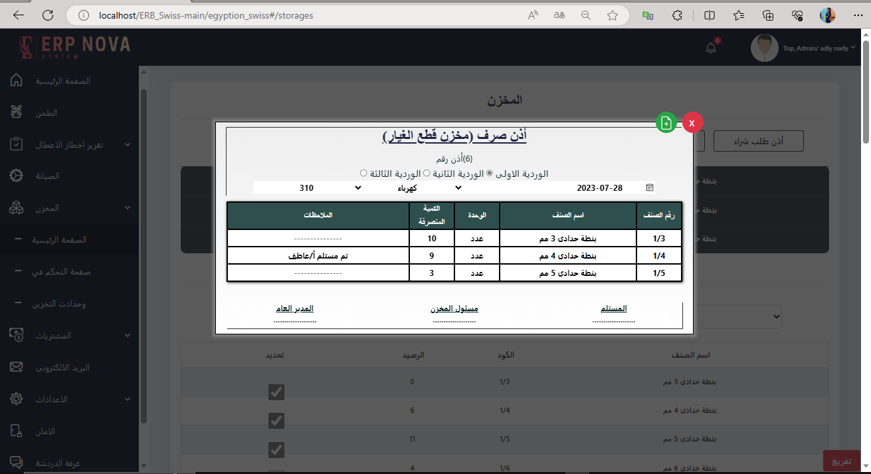 localhost/ERB_Swiss-main/egyption_swiss#/storages
ERP NOVA
SYSTEM
Top_Admin/ adly nady
الصفحة الرئيسية
الطحن
تقرير اخطار الاعطال
الصيانة
المخزن
الصفحة الرئيسية
صفحة التحكم في
وحدادت التخزين
المشتريات
البريد الالكترونى
الاعدادات
الامان
غرفة الدردشة
المخزن
أذن طلب شراء
X
أذن صرف (مخزن قطع الغيار)
أذن رقم(6)
الوردية الاولى الوردية الثانية الوردية الثالثة
2023-07-28 كهرباء 310
رقم الصنف اسم الصنف الوحدة الكمية المنصرفة الملاحظات
1/3 بنطة حدادى 3 مم عدد 10 ---------------
1/4 بنطة حدادى 4 مم عدد 9 تم مستلم أ/عاطف
1/5 بنطة حدادى 5 مم عدد 3 ---------------
المستلم مسئول المخزن المدير العام
اسم الصنف الكود الرصيد تحديد
بنطة حدادى 3 مم 1/3 0
بنطة حدادى 4 مم 1/4 6
بنطة حدادى 5 مم 1/5 11
بنطة حدادى 6 مم 1/6 4
تفريغ